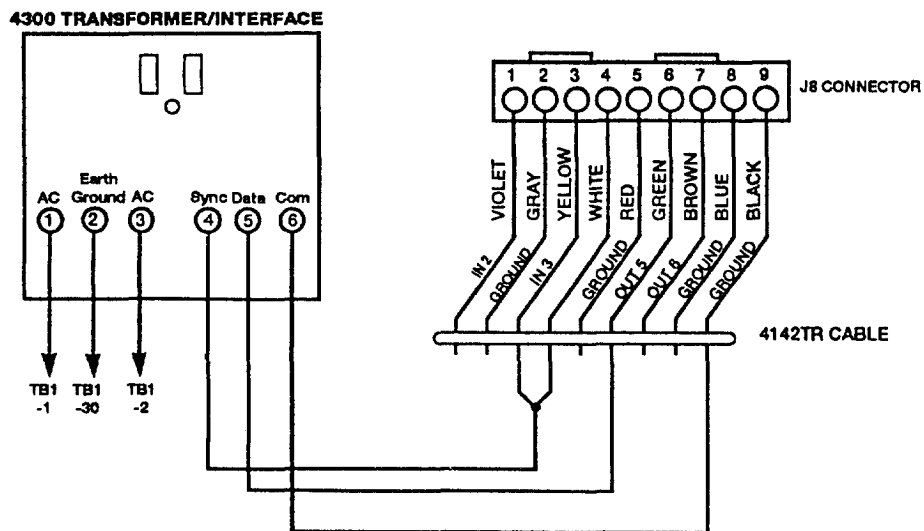 4300 TRANSFORMER/INTERFACE
AC
Earth
Ground
AC
Sync
Data
Com
1
2
3
4
5
6
TB1
-1
TB1
-30
TB1
-2
1 2 3 4 5 6 7 8 9
J8 CONNECTOR
VIOLET
GRAY
YELLOW
WHITE
RED
GREEN
BROWN
BLUE
BLACK
IN 2
GROUND
IN 3
GROUND
OUT 5
OUT 6
GROUND
GROUND
4142TR CABLE